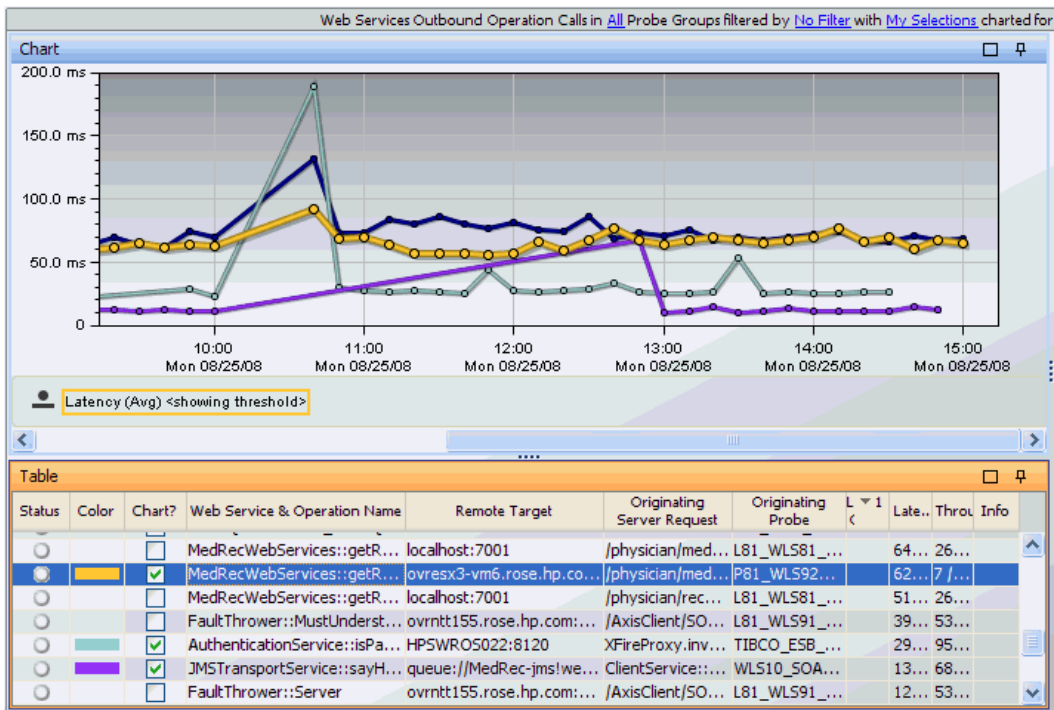 Web Services Outbound Operation Calls in All Probe Groups filtered by No Filter with My Selections charted for
Chart
200.0 ms
150.0 ms
100.0 ms
50.0 ms
0
10:00 11:00 12:00 13:00 14:00 15:00
Mon 08/25/08 Mon 08/25/08 Mon 08/25/08 Mon 08/25/08 Mon 08/25/08 Mon 08/25/08
Latency (Avg) <showing threshold>
Table
Status Color Chart? Web Service & Operation Name Remote Target Originating Server Request Originating Probe L 1 Late.. Throu Info
MedRecWebServices::getR... localhost:7001 /physician/med... L81_WLS81_... 64... 26...
MedRecWebServices::getR... ovresx3-vm6.rose.hp.co... /physician/med... P81_WLS92... 62... 7 /...
MedRecWebServices::getR... localhost:7001 /physician/rec... L81_WLS81_... 51... 26...
FaultThrower::MustUnderst... ovrntt155.rose.hp.com:... /AxisClient/SO... L81_WLS91_... 39... 53...
AuthenticationService::isPa... HPSWROS022:8120 XFireProxy.inv... TIBCO_ESB_... 29... 95...
JMSTransportService::sayH... queue://MedRec-jms!we... ClientService::... WLS10_SOA... 13... 68...
FaultThrower::Server ovrntt155.rose.hp.com:... /AxisClient/SO... L81_WLS91_... 12... 53...